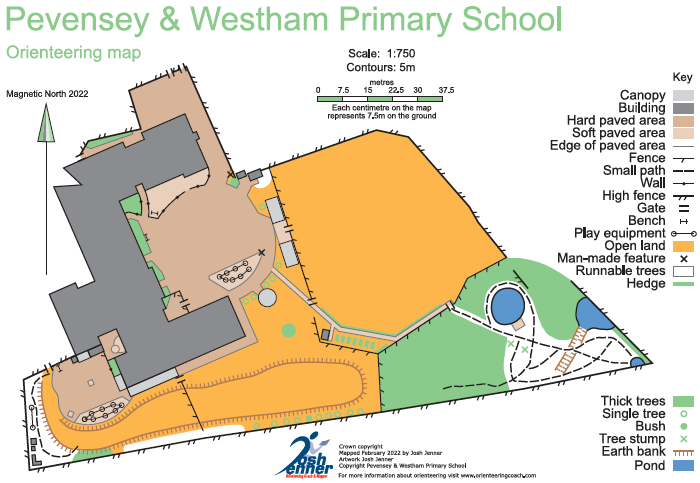 Pevensey & Westham Primary School
Orienteering map
Scale: 1:750
Contours: 5m
metres
0 7.5 15 22.5 30 37.5
Each centimetre on the map
represents 7.5m on the ground
Magnetic North 2022
Key
Canopy
Building
Hard paved area
Soft paved area
Edge of paved area
Fence
Small path
Wall
High fence
Gate
Bench
Play equipment
Open land
Man-made feature
Runnable trees
Hedge
Thick trees
Single tree
Bush
Tree stump
Earth bank
Pond
Josh
Jenner
Orienteering Coach & Mapper
Crown copyright
Mapped February 2022 by Josh Jenner
Artwork Josh Jenner
Copyright Pevensey & Westham Primary School
For more information about orienteering visit www.orienteeringcoach.com